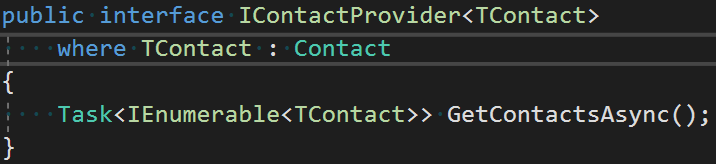 public interface IContactProvider<TContact>
    where TContact : Contact
{
    Task<IEnumerable<TContact>> GetContactsAsync();
}